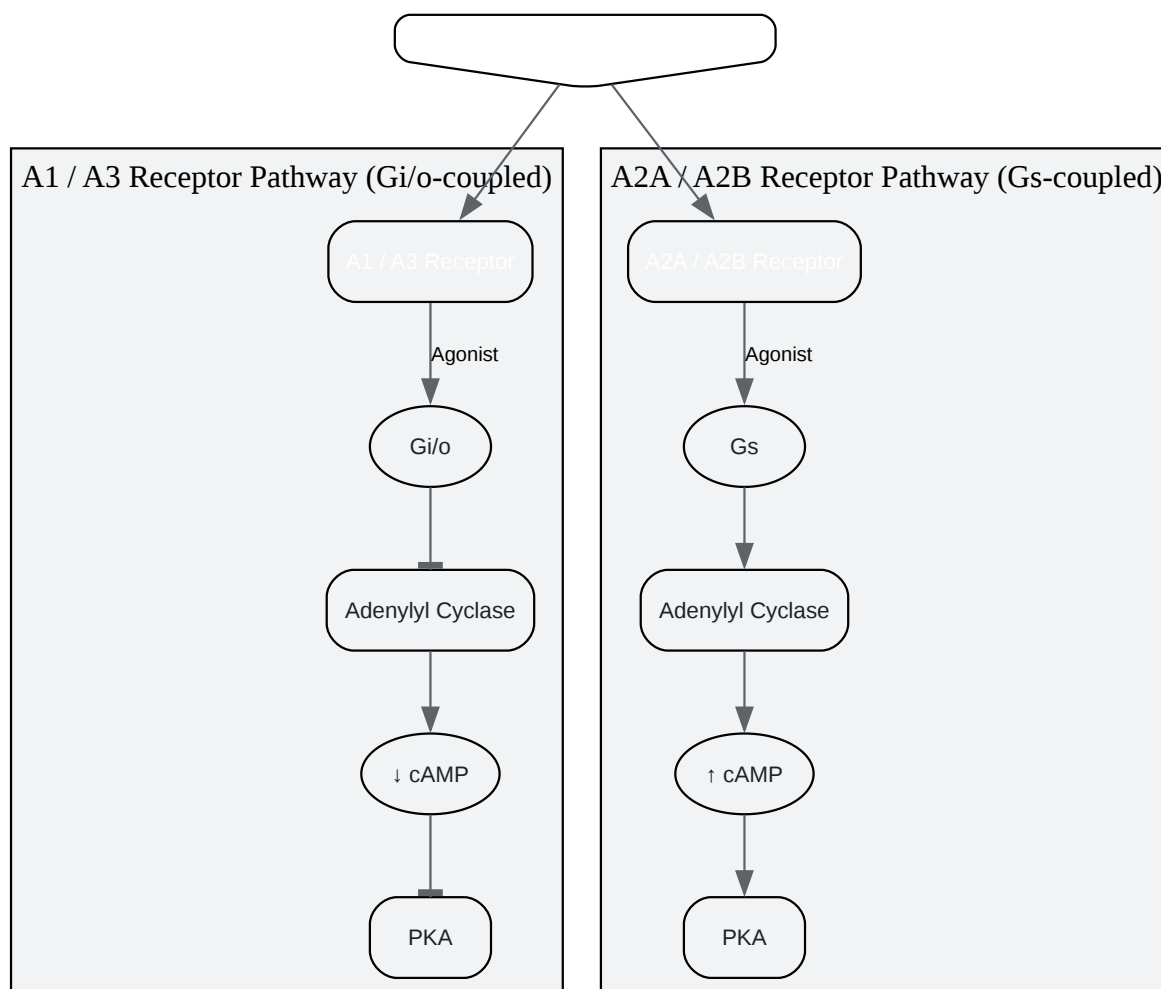 A1 / A3 Receptor Pathway (Gi/o-coupled)
A1 / A3 Receptor
Agonist
Gi/o
Adenylyl Cyclase
↓ cAMP
PKA
A2A / A2B Receptor Pathway (Gs-coupled)
A2A / A2B Receptor
Agonist
Gs
Adenylyl Cyclase
↑ cAMP
PKA